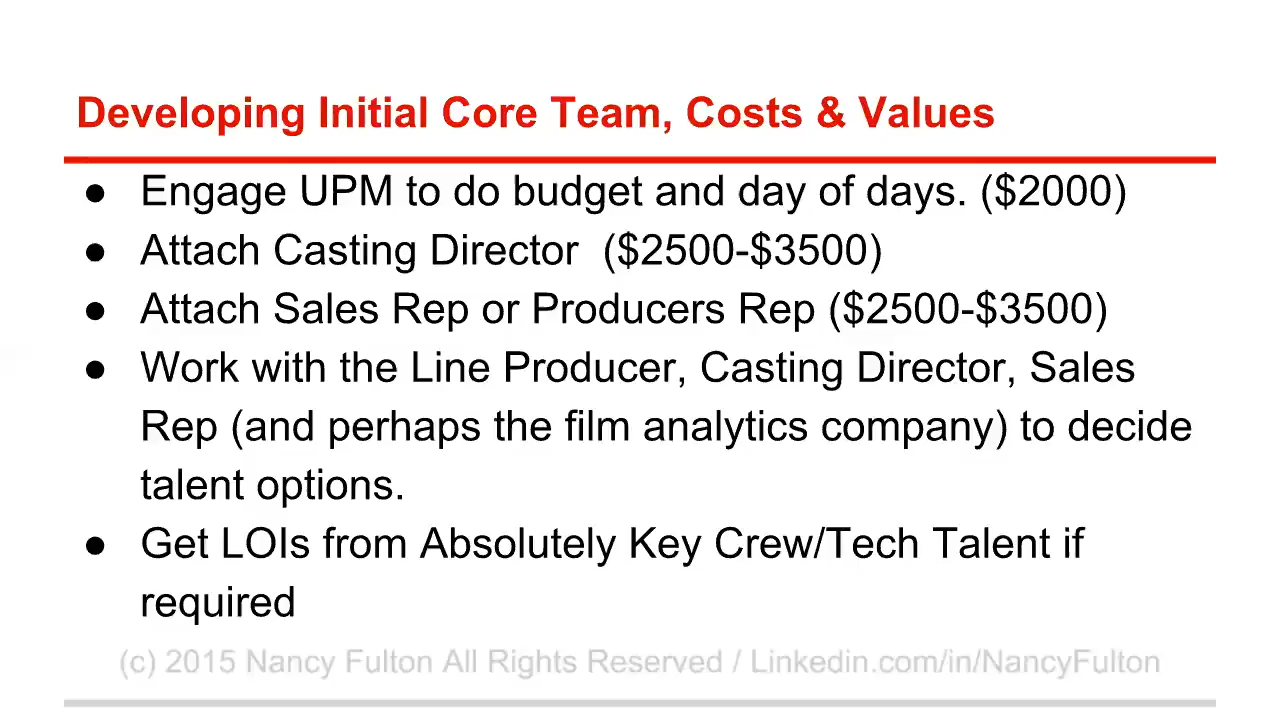 Developing Initial Core Team, Costs & Values
● Engage UPM to do budget and day of days. ($2000)
● Attach Casting Director ($2500-$3500)
● Attach Sales Rep or Producers Rep ($2500-$3500)
● Work with the Line Producer, Casting Director, Sales
Rep (and perhaps the film analytics company) to decide
talent options.
● Get LOIs from Absolutely Key Crew/Tech Talent if
required
(c) 2015 Nancy Fulton All Rights Reserved / Linkedin.com/in/NancyFulton